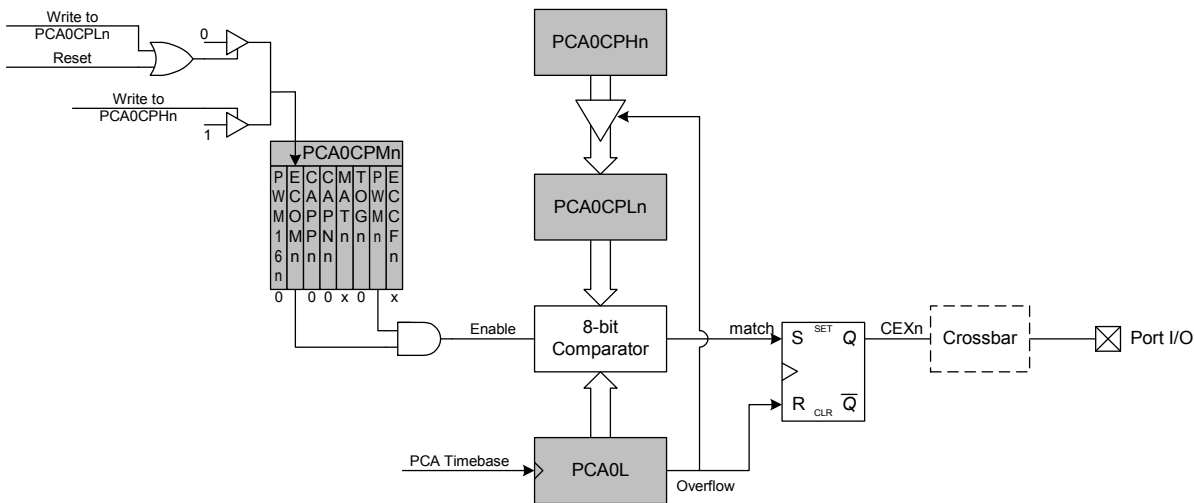 Write to
PCA0CPLn
Reset
0
Write to
PCA0CPHn
1
PCA0CPMn
PWM16n
ECOMn
CAPPn
CAPNn
MATn
TOGn
PWMn
ECCFn
0 0 0 x 0 x
Enable
PCA0CPHn
PCA0CPLn
8-bit
Comparator
match
S SET Q
R CLR Q
CEXn
Crossbar
Port I/O
PCA Timebase
PCA0L
Overflow